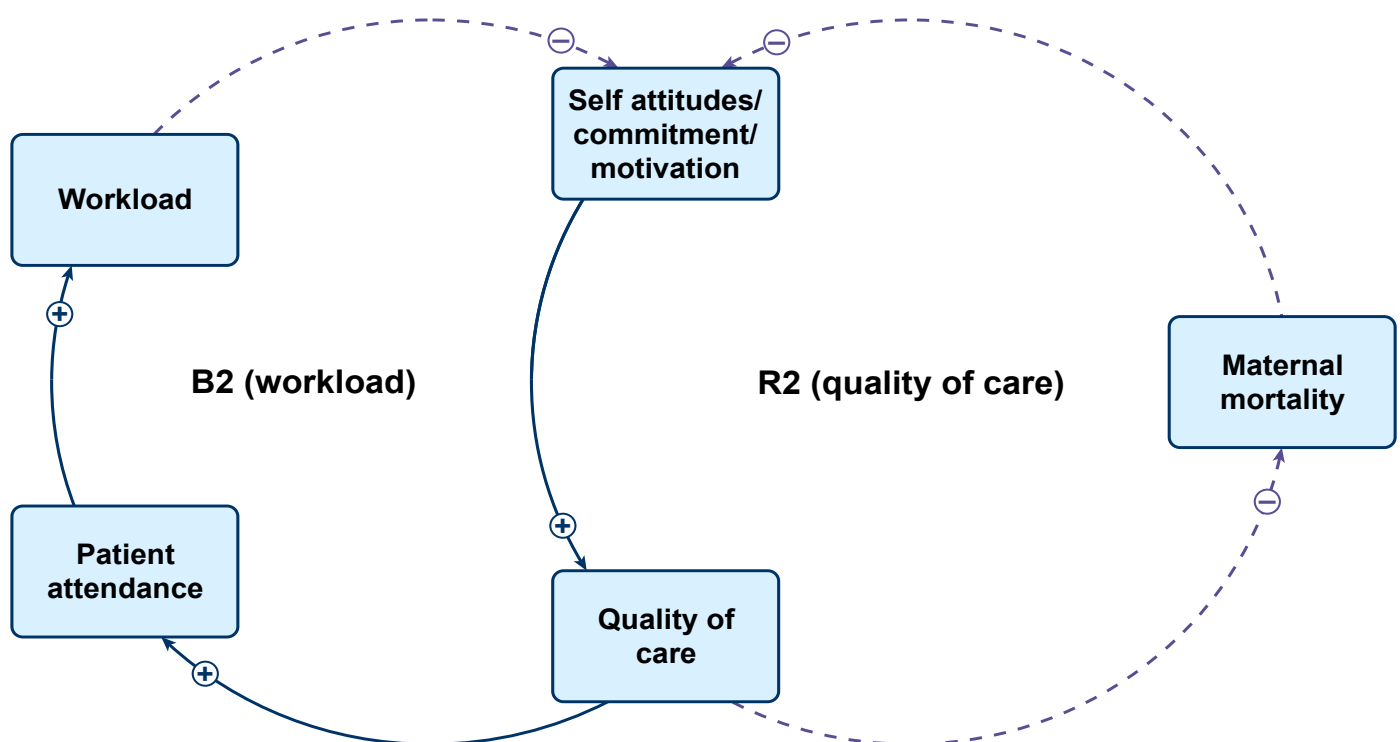 Self attitudes/
commitment/
motivation
Workload
B2 (workload)
R2 (quality of care)
Maternal
mortality
Patient
attendance
Quality of
care